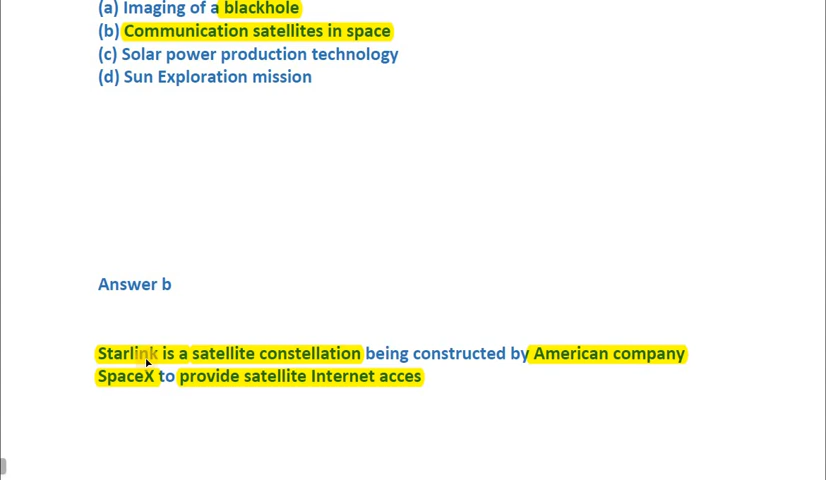 (a) Imaging of a blackhole
(b) Communication satellites in space
(c) Solar power production technology
(d) Sun Exploration mission
Answer b
Starlink is a satellite constellation being constructed by American company
SpaceX to provide satellite Internet acces